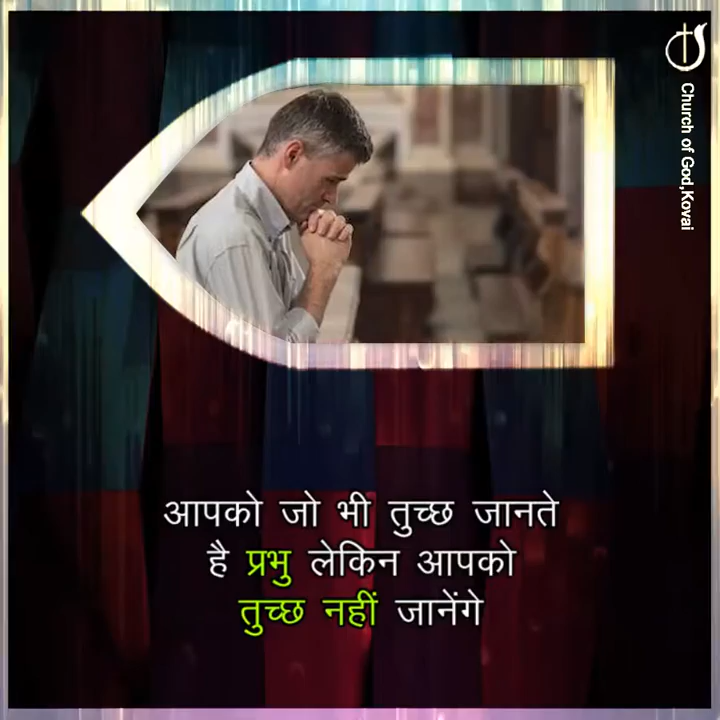 Church of God,Kovai
आपको जो भी तुच्छ जानते
है प्रभु लेकिन आपको
तुच्छ नहीं जानेंगे